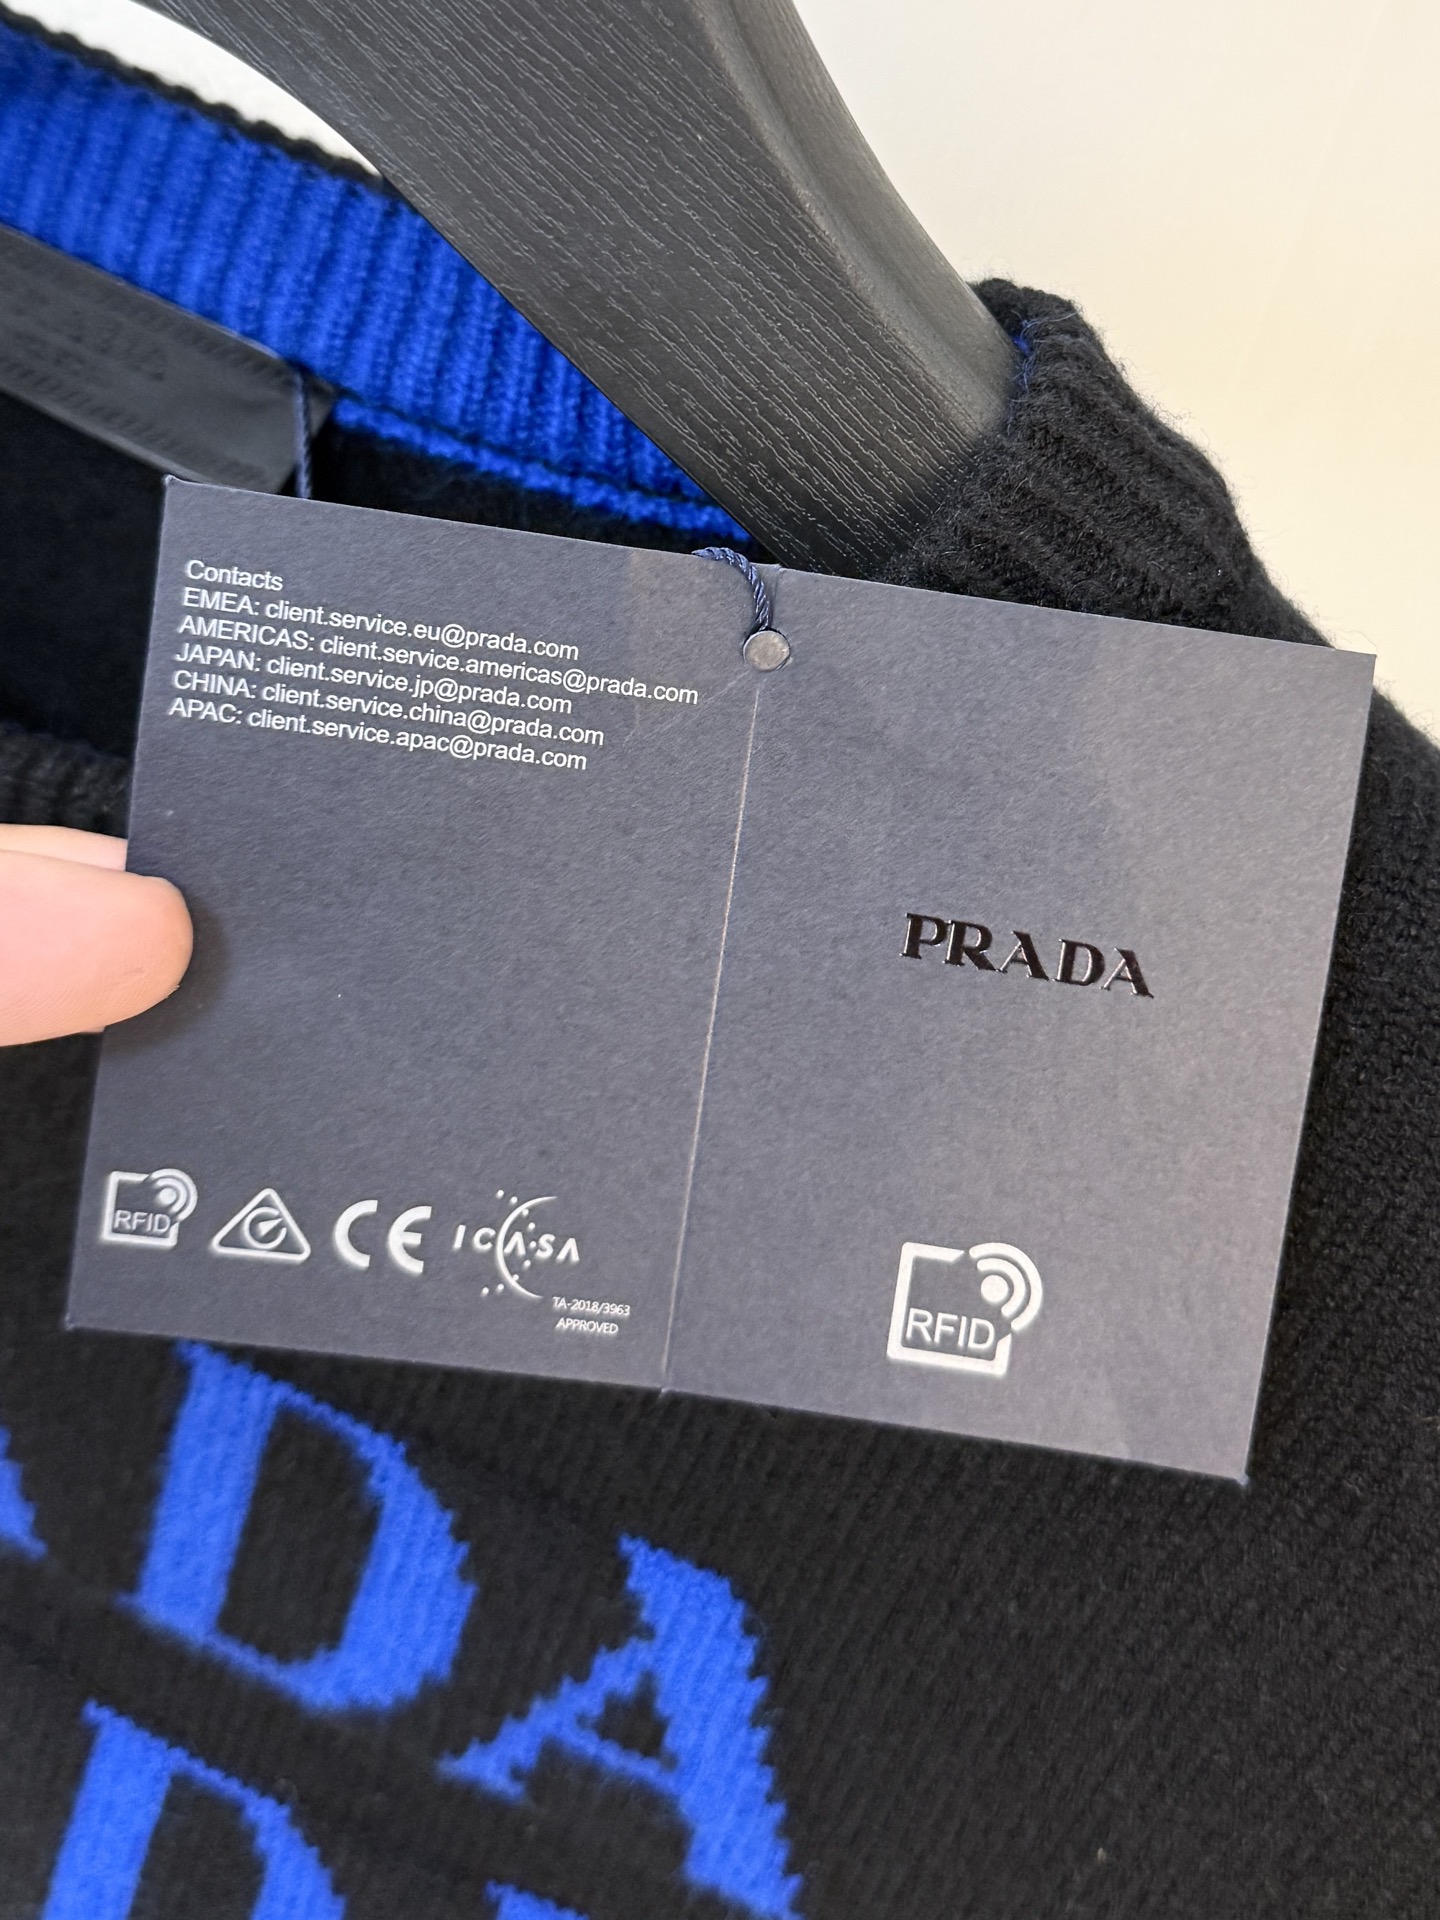 Contacts
EMEA: client.service.eu@prada.com
AMERICAS: client.service.americas@prada.com
JAPAN: client.service.jp@prada.com
CHINA: client.service.china@prada.com
APAC: client.service.apac@prada.com
PRADA
RFID
CE
ICASA
TA-2018/3963
APPROVED
RFID
ADA
D